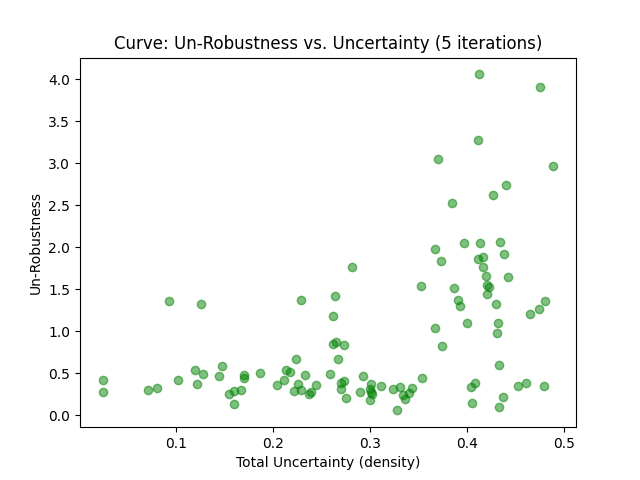 Curve: Un-Robustness vs. Uncertainty (5 iterations)
4.0
3.5
3.0
2.5
2.0
1.5
1.0
0.5
0.0
Un-Robustness
0.1 0.2 0.3 0.4 0.5
Total Uncertainty (density)